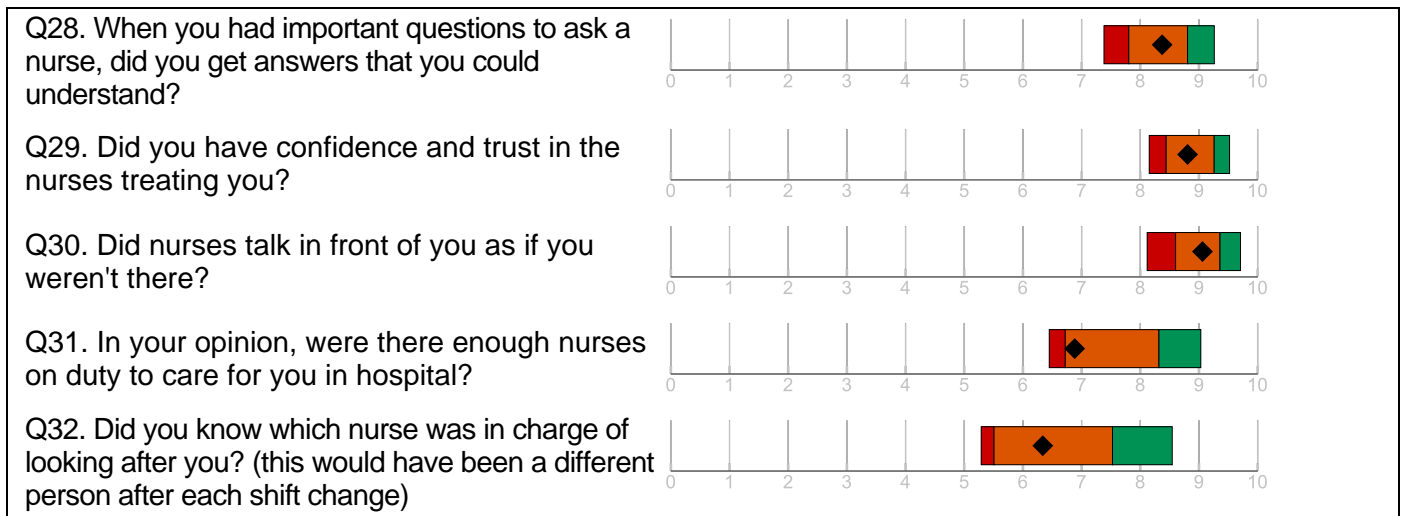 Q28. When you had important questions to ask a
nurse, did you get answers that you could
understand?
0 1 2 3 4 5 6 7 8 9 10
Q29. Did you have confidence and trust in the
nurses treating you?
0 1 2 3 4 5 6 7 8 9 10
Q30. Did nurses talk in front of you as if you
weren't there?
0 1 2 3 4 5 6 7 8 9 10
Q31. In your opinion, were there enough nurses
on duty to care for you in hospital?
0 1 2 3 4 5 6 7 8 9 10
Q32. Did you know which nurse was in charge of
looking after you? (this would have been a different
person after each shift change)
0 1 2 3 4 5 6 7 8 9 10